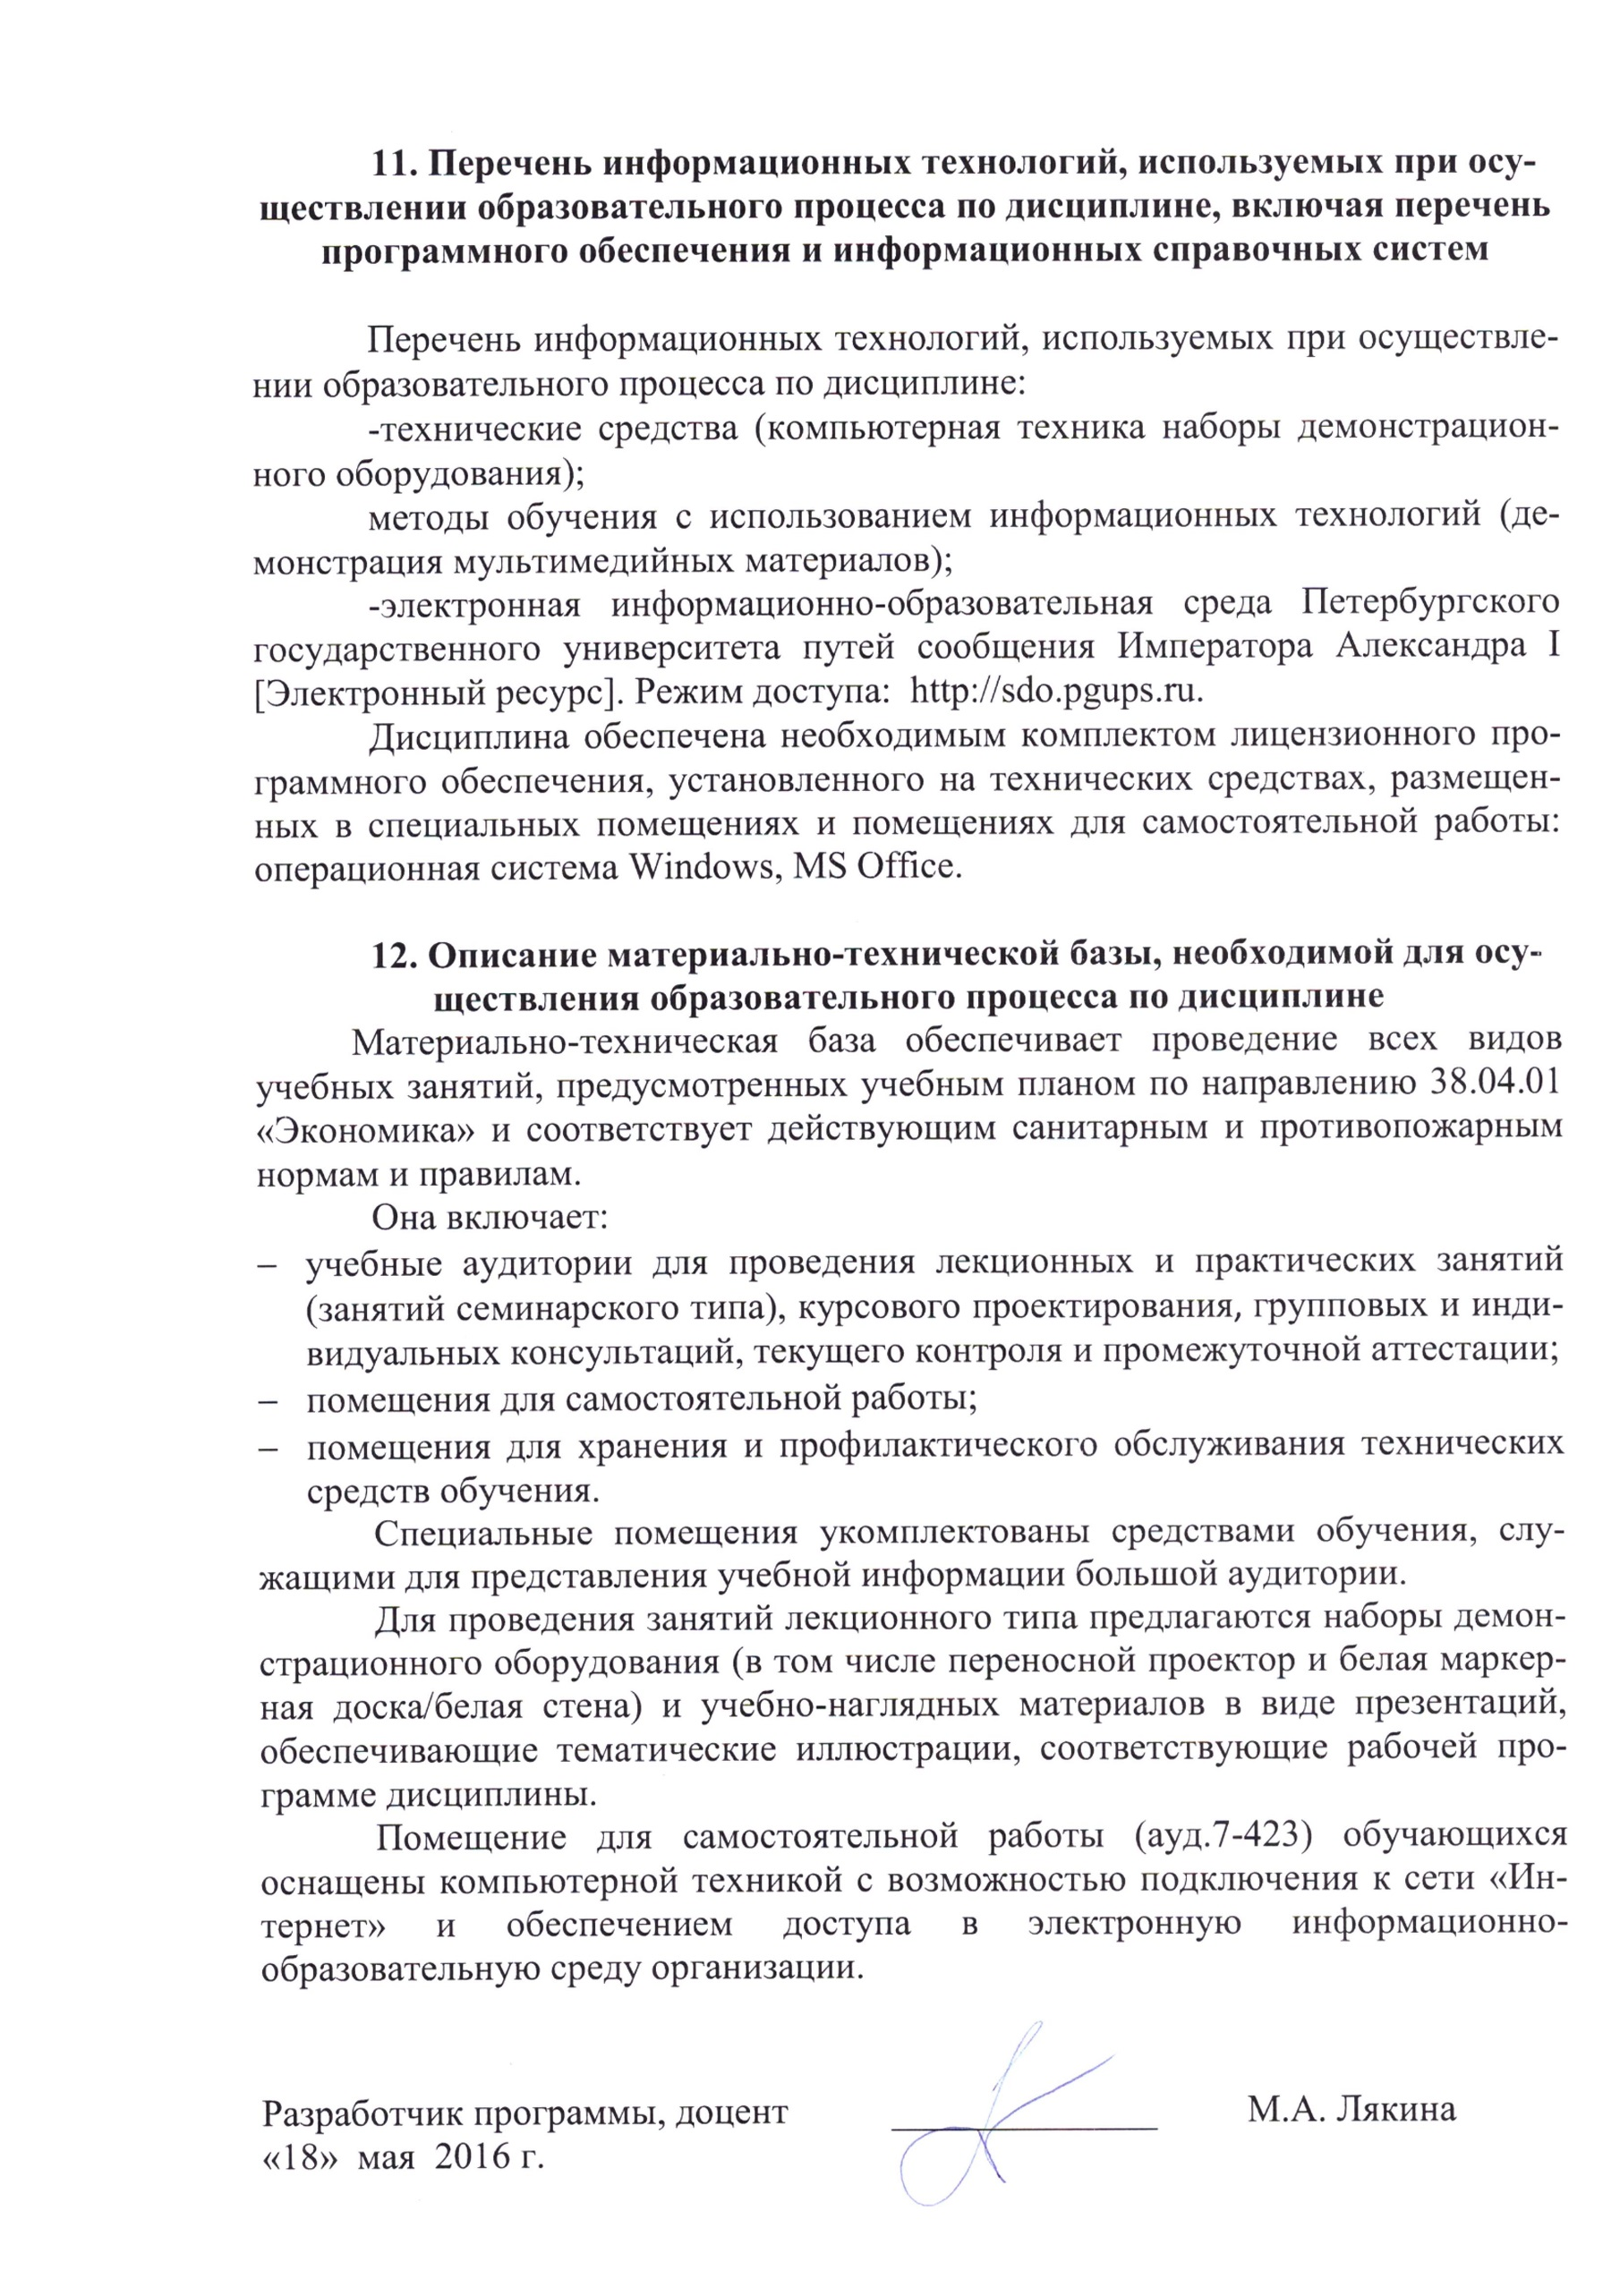 11. Перечень информационных технологий, используемых при осу-
ществлении образовательного процесса по дисциплине, включая перечень
программного обеспечения и информационных справочных систем
Перечень информационных технологий, используемых при осуществле-
нии образовательного процесса по дисциплине:
-технические средства (компьютерная техника наборы демонстрацион-
ного оборудования);
методы обучения с использованием информационных технологий (де-
монстрация мультимедийных материалов);
-электронная информационно-образовательная среда Петербургского
государственного университета путей сообщения Императора Александра I
[Электронный ресурс]. Режим доступа: http://sdo.pgups.ru.
Дисциплина обеспечена необходимым комплектом лицензионного про-
граммного обеспечения, установленного на технических средствах, размещен-
ных в специальных помещениях и помещениях для самостоятельной работы:
операционная система Windows, MS Office.
12. Описание материально-технической базы, необходимой для осу-
ществления образовательного процесса по дисциплине
Материально-техническая база обеспечивает проведение всех видов
учебных занятий, предусмотренных учебным планом по направлению 38.04.01
«Экономика» и соответствует действующим санитарным и противопожарным
нормам и правилам.
Она включает:
– учебные аудитории для проведения лекционных и практических занятий
(занятий семинарского типа), курсового проектирования, групповых и инди-
видуальных консультаций, текущего контроля и промежуточной аттестации;
– помещения для самостоятельной работы;
– помещения для хранения и профилактического обслуживания технических
средств обучения.
Специальные помещения укомплектованы средствами обучения, слу-
жащими для представления учебной информации большой аудитории.
Для проведения занятий лекционного типа предлагаются наборы демон-
страционного оборудования (в том числе переносной проектор и белая маркер-
ная доска/белая стена) и учебно-наглядных материалов в виде презентаций,
обеспечивающие тематические иллюстрации, соответствующие рабочей про-
грамме дисциплины.
Помещение для самостоятельной работы (ауд.7-423) обучающихся
оснащены компьютерной техникой с возможностью подключения к сети «Ин-
тернет» и обеспечением доступа в электронную информационно-
образовательную среду организации.
Разработчик программы, доцент М.А. Лякина
«18» мая 2016 г.